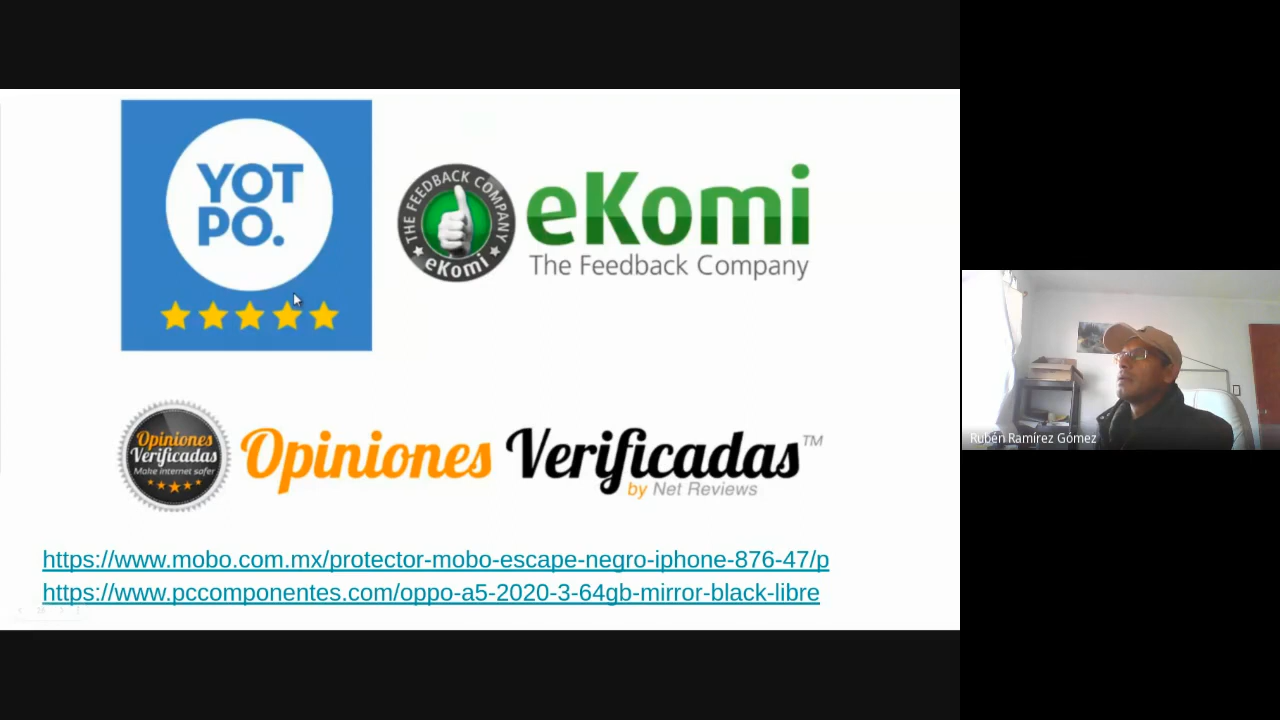 YOT
PO.
THE FEEDBACK COMPANY
eKomi
eKomi
The Feedback Company
Opiniones
Verificadas
Make internet safer
Opiniones Verificadas™
by Net Reviews
https://www.mobo.com.mx/protector-mobo-escape-negro-iphone-876-47/p
https://www.pccomponentes.com/oppo-a5-2020-3-64gb-mirror-black-libre
Rubén Ramírez Gómez